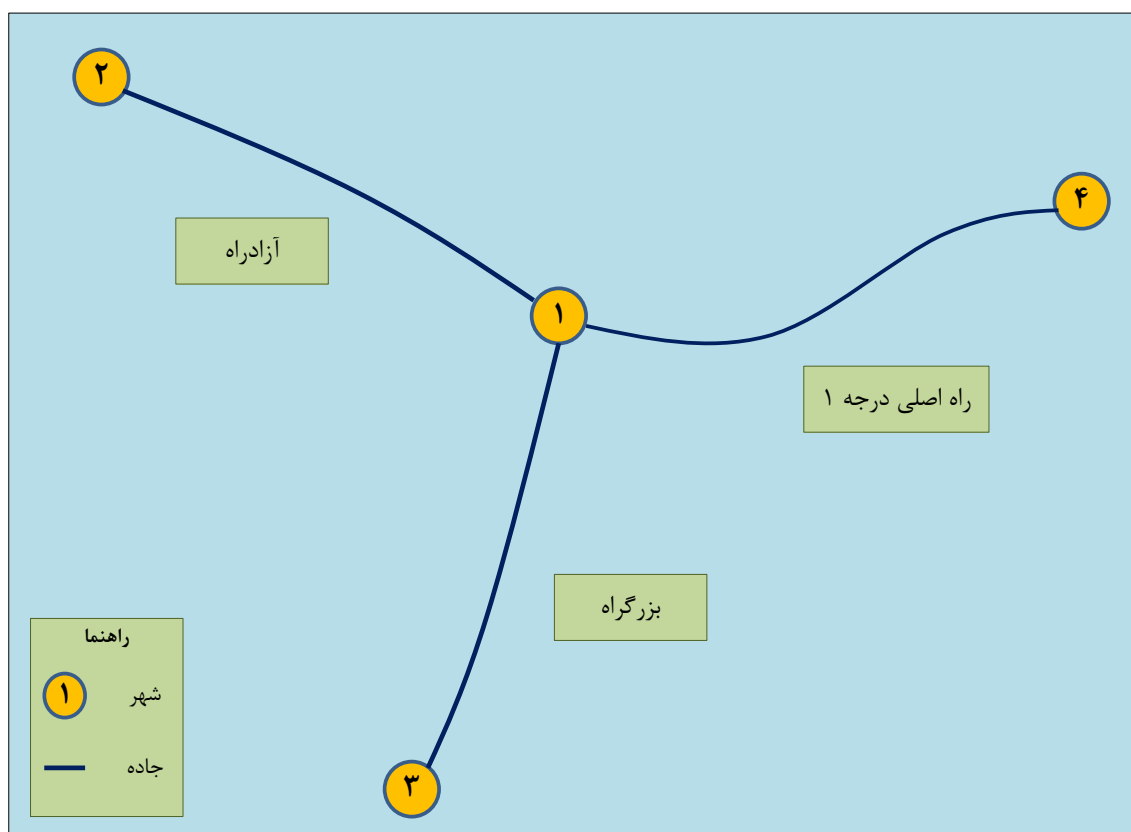 ۲
۴
آزادراه
۱
راه اصلی درجه ۱
بزرگراه
راهنما
۱ شهر
جاده
۳